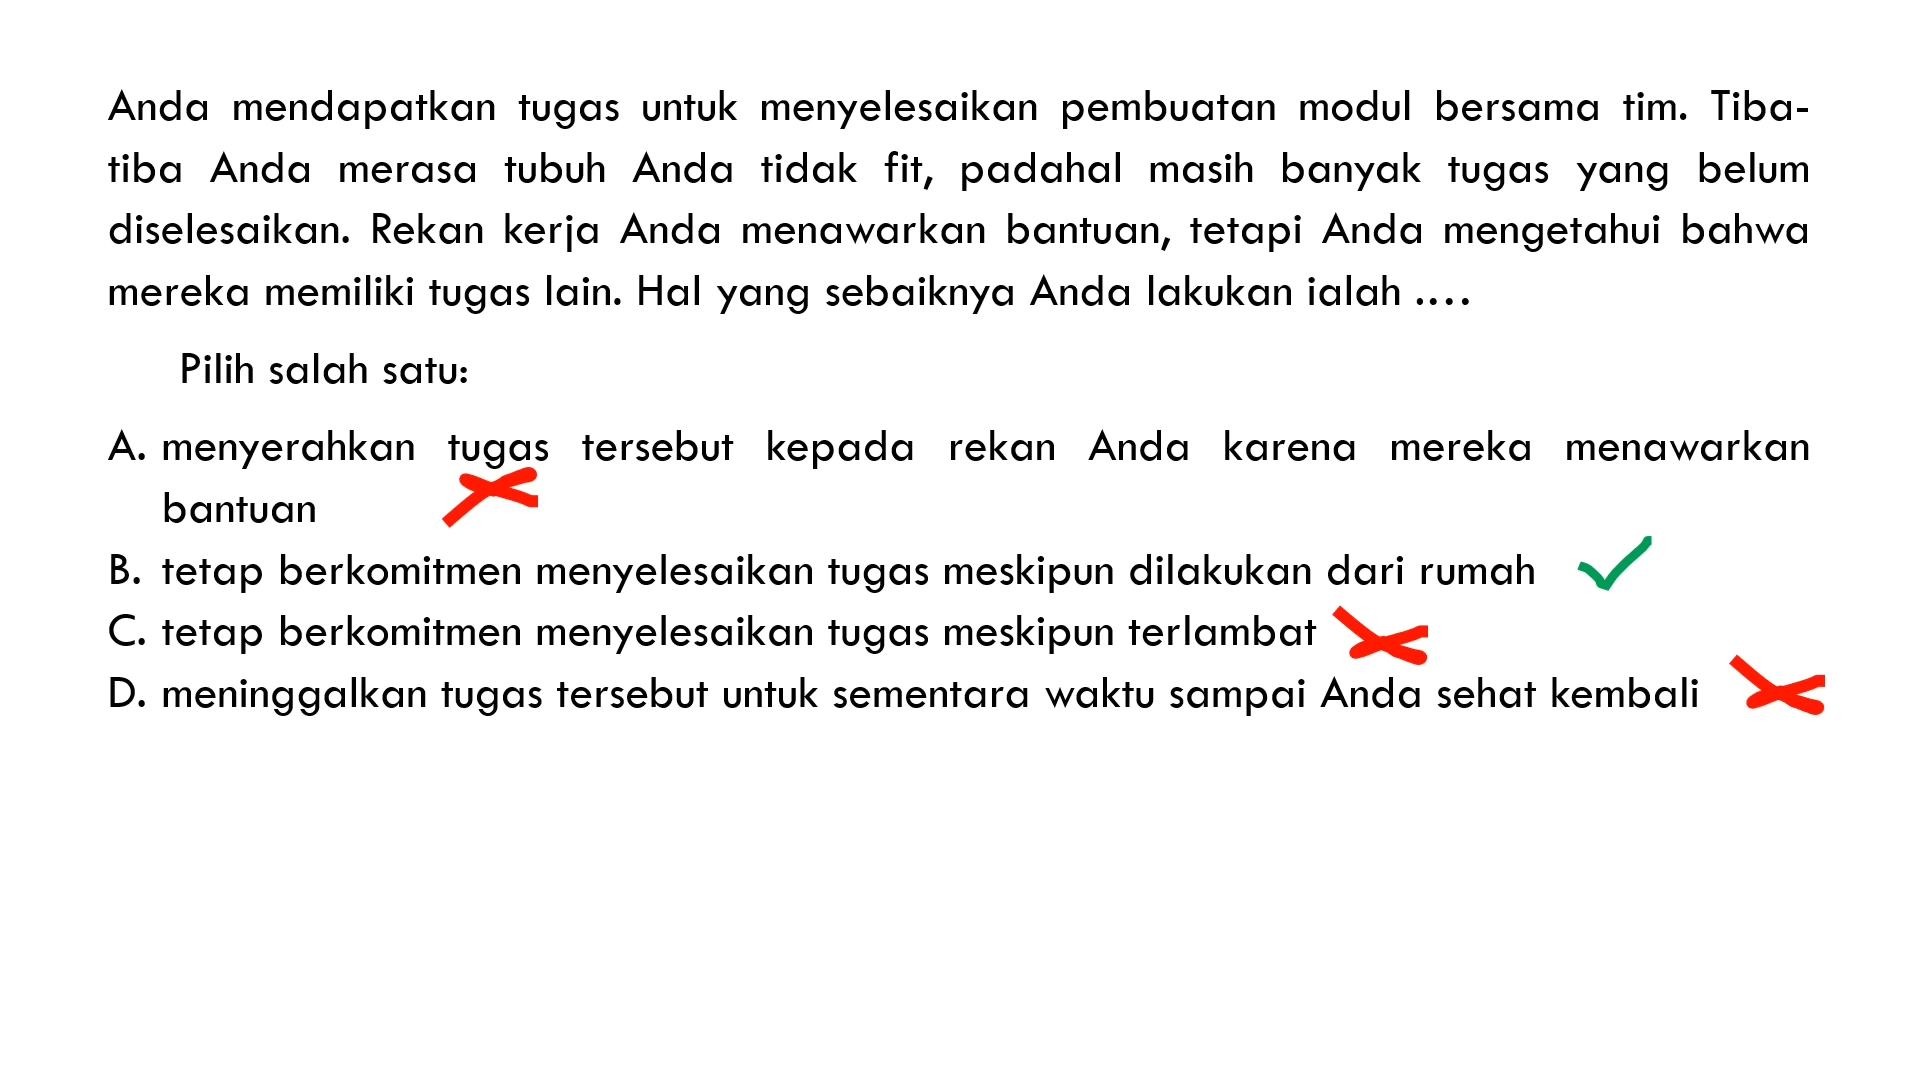 Anda mendapatkan tugas untuk menyelesaikan pembuatan modul bersama tim. Tiba-
tiba Anda merasa tubuh Anda tidak fit, padahal masih banyak tugas yang belum
diselesaikan. Rekan kerja Anda menawarkan bantuan, tetapi Anda mengetahui bahwa
mereka memiliki tugas lain. Hal yang sebaiknya Anda lakukan ialah ....
Pilih salah satu:
A. menyerahkan tugas tersebut kepada rekan Anda karena mereka menawarkan
bantuan
B. tetap berkomitmen menyelesaikan tugas meskipun dilakukan dari rumah
C. tetap berkomitmen menyelesaikan tugas meskipun terlambat
D. meninggalkan tugas tersebut untuk sementara waktu sampai Anda sehat kembali